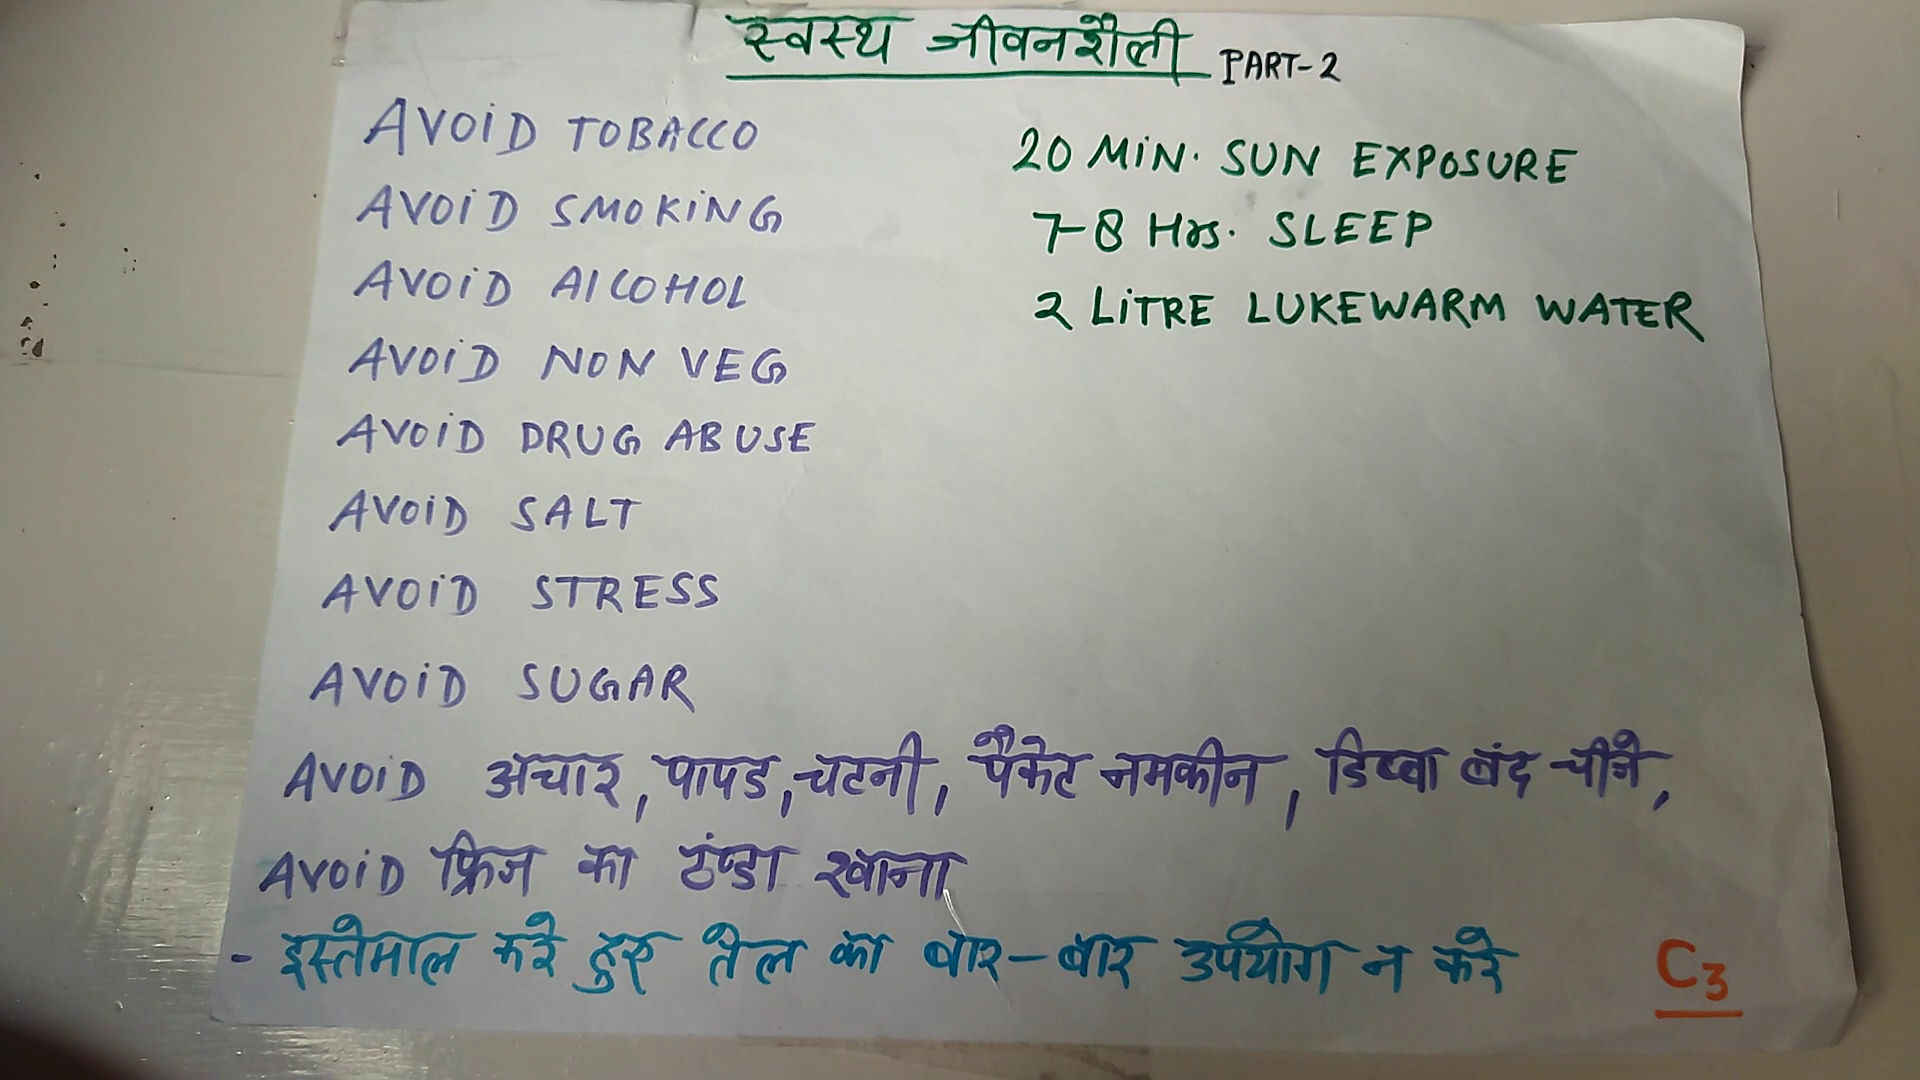 स्वस्थ जीवनशैली PART-2
AVOID TOBACCO
AVOID SMOKING
AVOID AlCOHOL
AVOID NON VEG
AVOID DRUG ABUSE
AVOID SALT
AVOID STRESS
AVOID SUGAR
20 MIN. SUN EXPOSURE
7-8 Hrs. SLEEP
2 LITRE LUKEWARM WATER
AVOID अचार, पापड, चटनी, पैकेट नमकीन, डिब्बा बंद चीजे,
AVOID फ्रिज का ठंण्डा खाना
- इस्तेमाल करे हुए तेल का बार-बार उपयोग न करे
C3